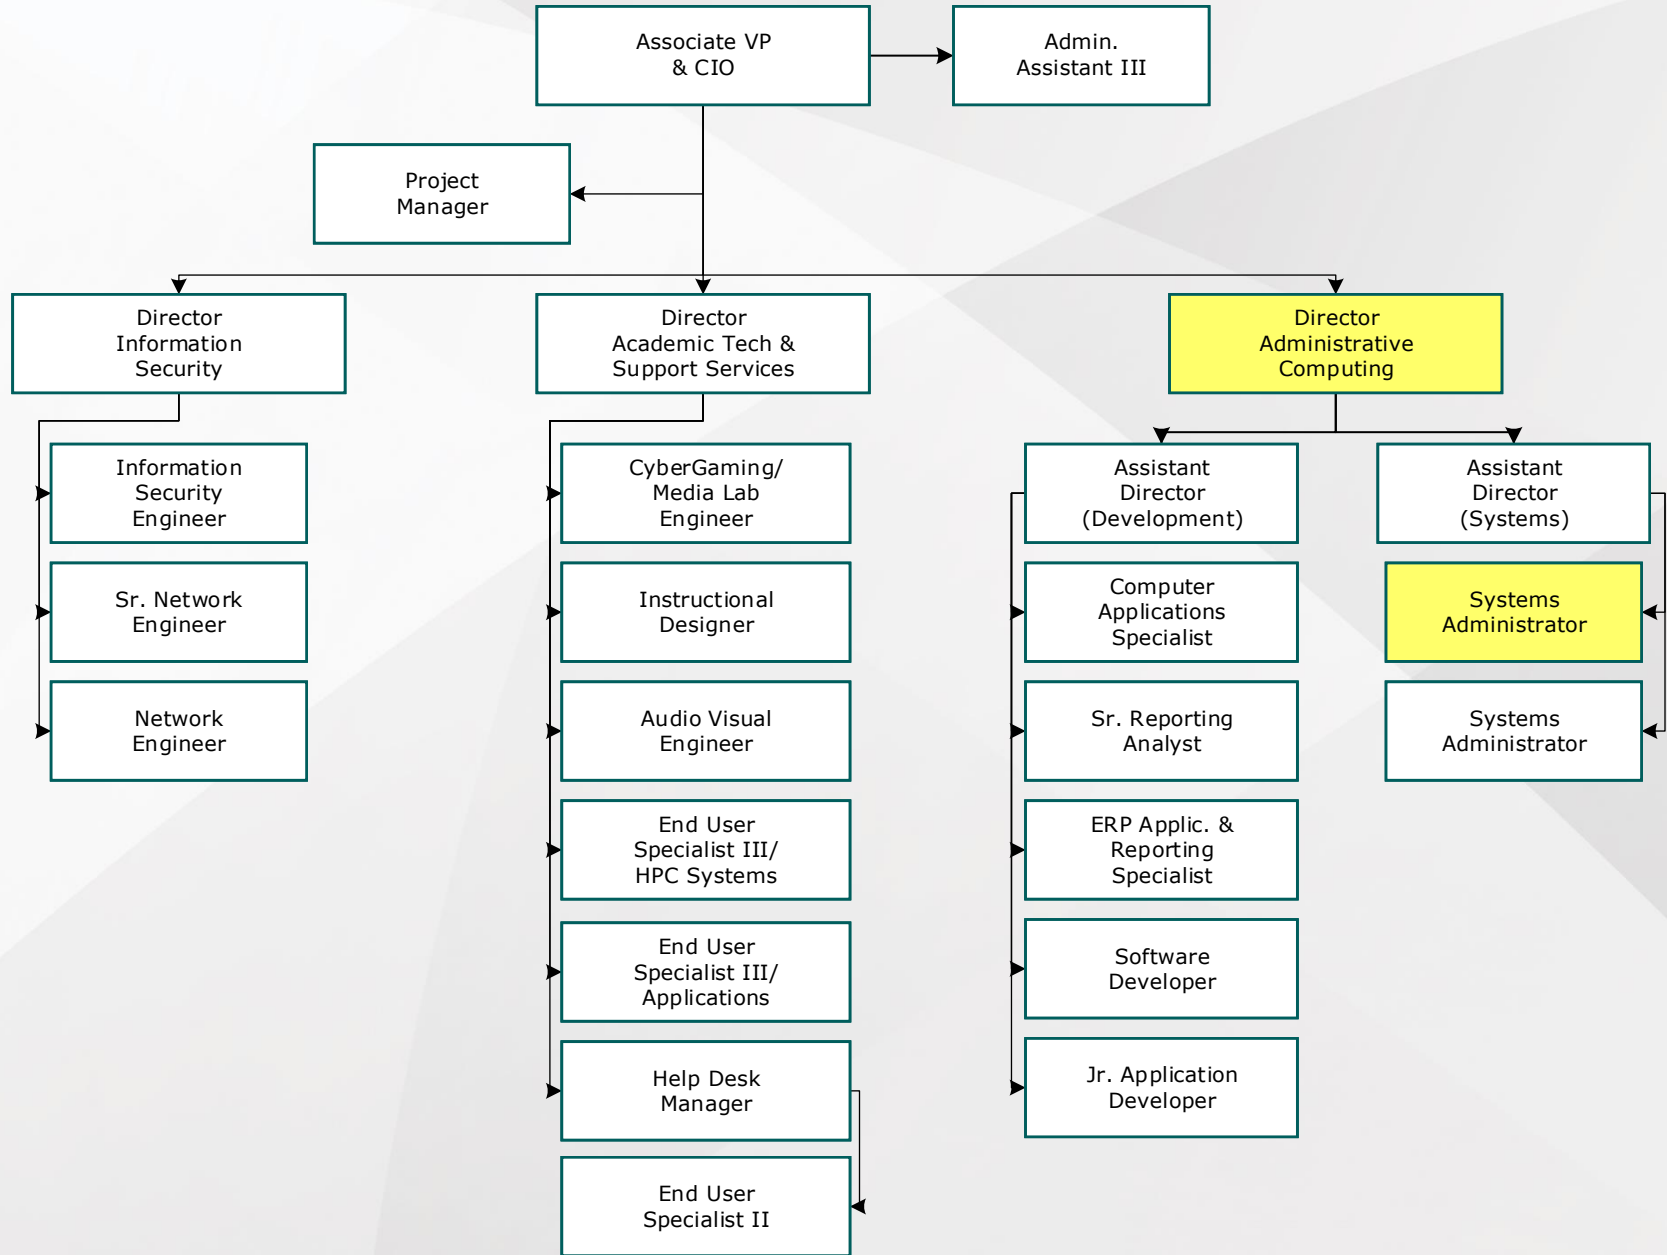 Associate VP
& CIO
Admin.
Assistant III
Project
Manager
Director
Information
Security
Director
Academic Tech &
Support Services
Director
Administrative
Computing
Information
Security
Engineer
Sr. Network
Engineer
Network
Engineer
CyberGaming/
Media Lab
Engineer
Instructional
Designer
Audio Visual
Engineer
End User
Specialist III/
HPC Systems
End User
Specialist III/
Applications
Help Desk
Manager
End User
Specialist II
Assistant
Director
(Development)
Computer
Applications
Specialist
Sr. Reporting
Analyst
ERP Applic. &
Reporting
Specialist
Software
Developer
Jr. Application
Developer
Assistant
Director
(Systems)
Systems
Administrator
Systems
Administrator